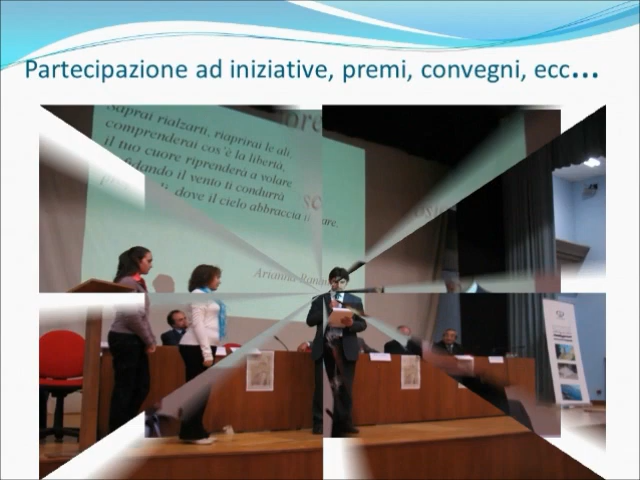 Partecipazione ad iniziative, premi, convegni, ecc...
Saprai rialzarti, riaprirai le ali
comprenderai cos'è la libertà,
il tuo cuore riprenderà a volare
il vento ti condurrà
dove il cielo abbraccia il mare.
Arianna